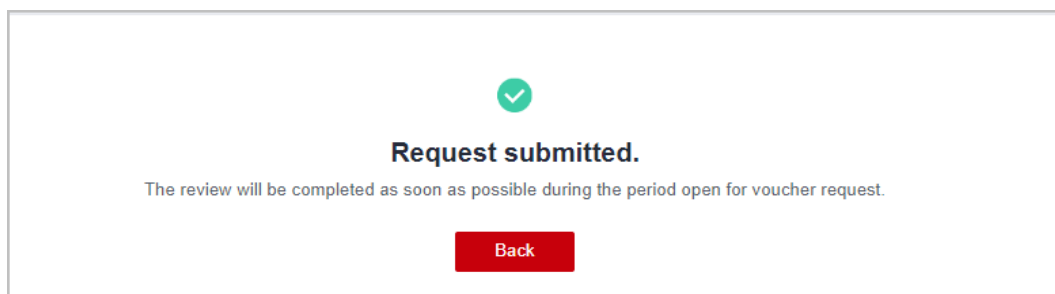 Request submitted.
The review will be completed as soon as possible during the period open for voucher request.
Back